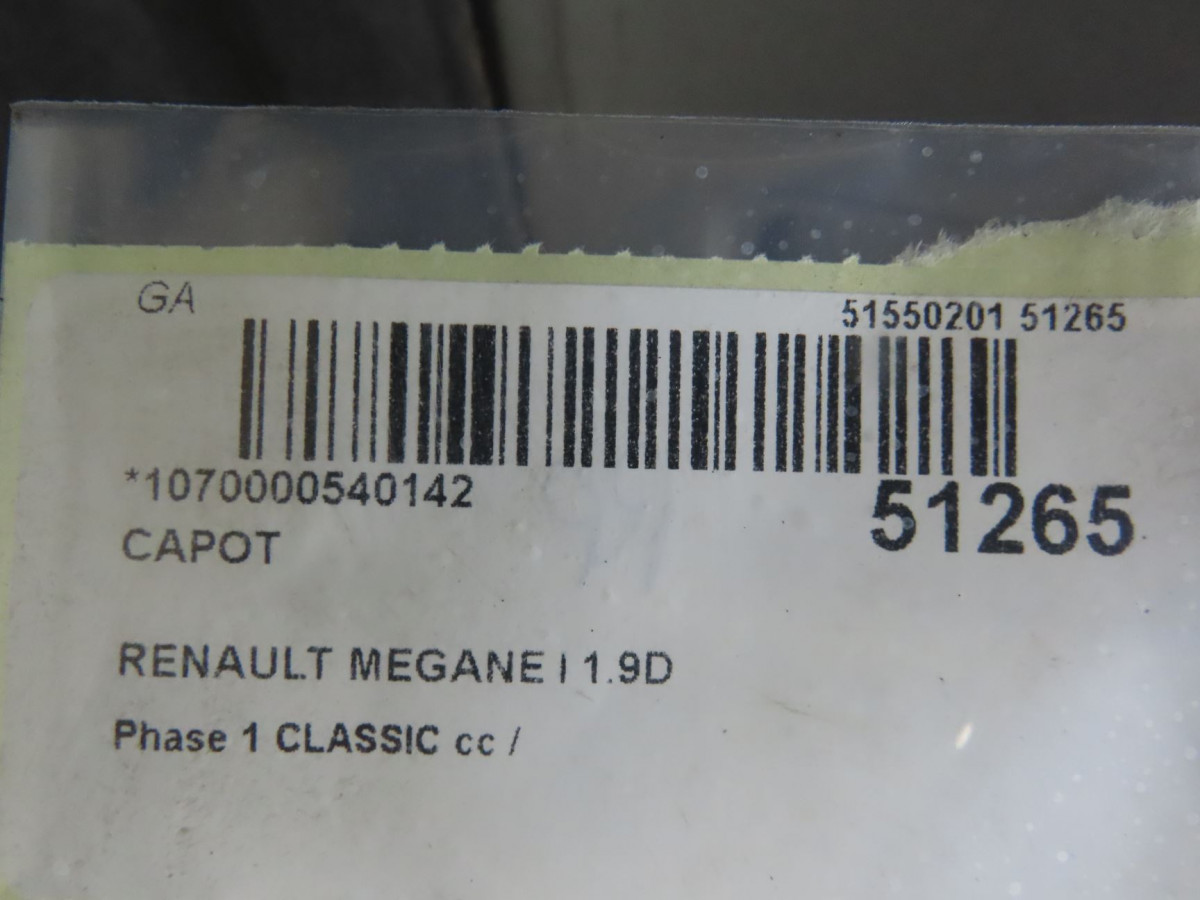 GA
51550201 51265
*1070000540142
51265
CAPOT
RENAULT MEGANE I 1.9D
Phase 1 CLASSIC cc /